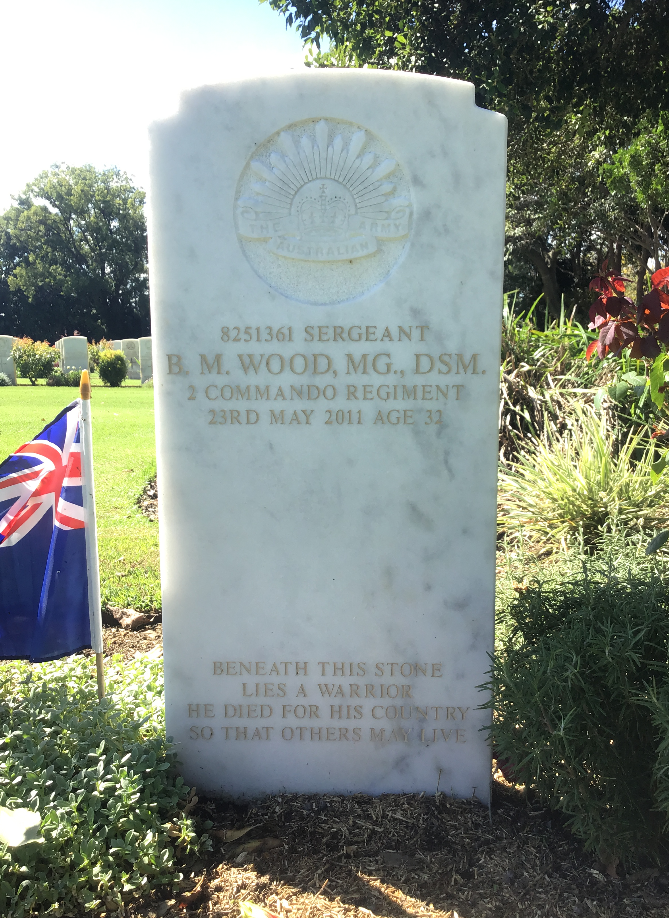 THE ARMY
AUSTRALIAN
8251361 SERGEANT
B. M. WOOD, MG., DSM.
2 COMMANDO REGIMENT
23RD MAY 2011 AGE 32
BENEATH THIS STONE
LIES A WARRIOR
HE DIED FOR HIS COUNTRY
SO THAT OTHERS MAY LIVE